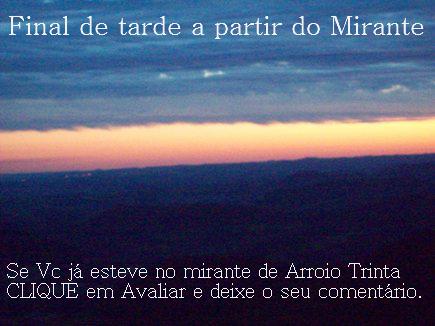 Final de tarde a partir do Mirante
Se Vc já esteve no mirante de Arroio Trinta
CLIQUE em Avaliar e deixe o seu comentário.